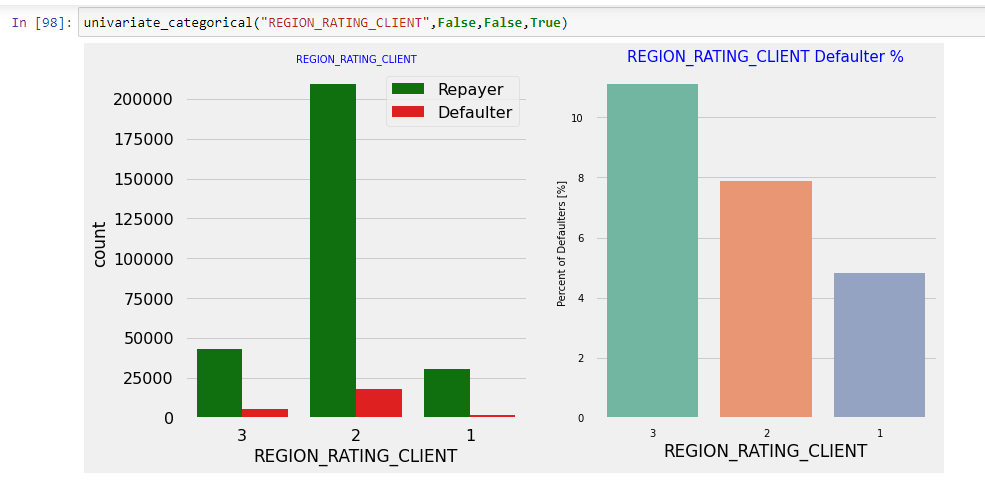 In [98]: univariate_categorical("REGION_RATING_CLIENT",False,False,True)
REGION_RATING_CLIENT
Repayer
Defaulter
200000
175000
150000
125000
100000
75000
50000
25000
0
count
3 2 1
REGION_RATING_CLIENT
REGION_RATING_CLIENT Defaulter %
10
8
6
4
2
0
Percent of Defaulters [%]
3 2 1
REGION_RATING_CLIENT